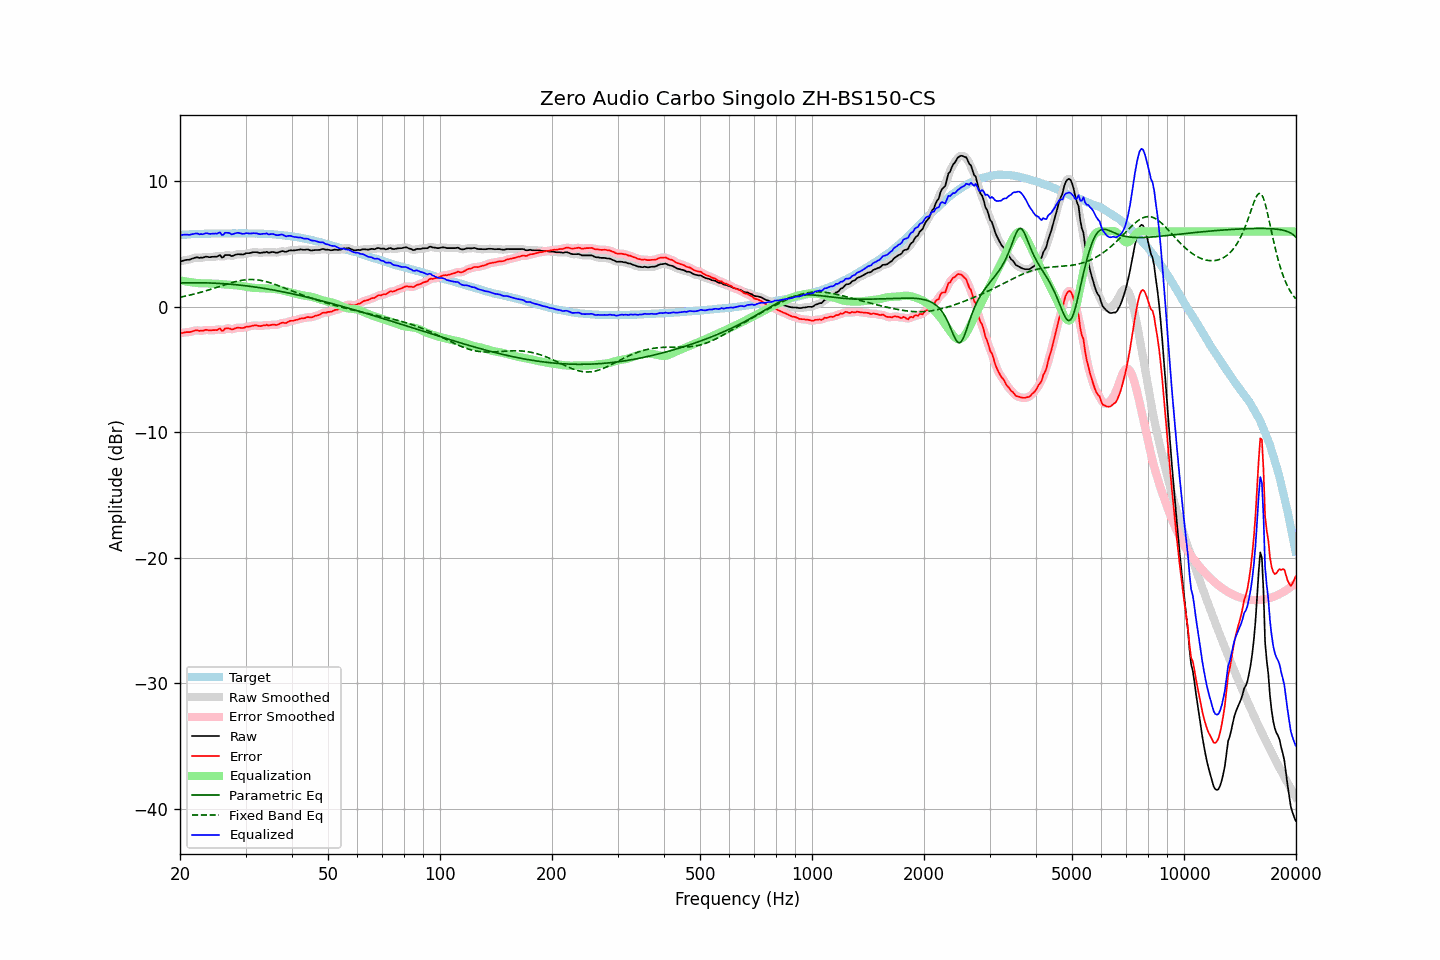 Zero Audio Carbo Singolo ZH-BS150-CS
Amplitude (dBr)
10
0
−10
−20
−30
−40
Target
Raw Smoothed
Error Smoothed
Raw
Error
Equalization
Parametric Eq
Fixed Band Eq
Equalized
20 50 100 200 500 1000 2000 5000 10000 20000
Frequency (Hz)